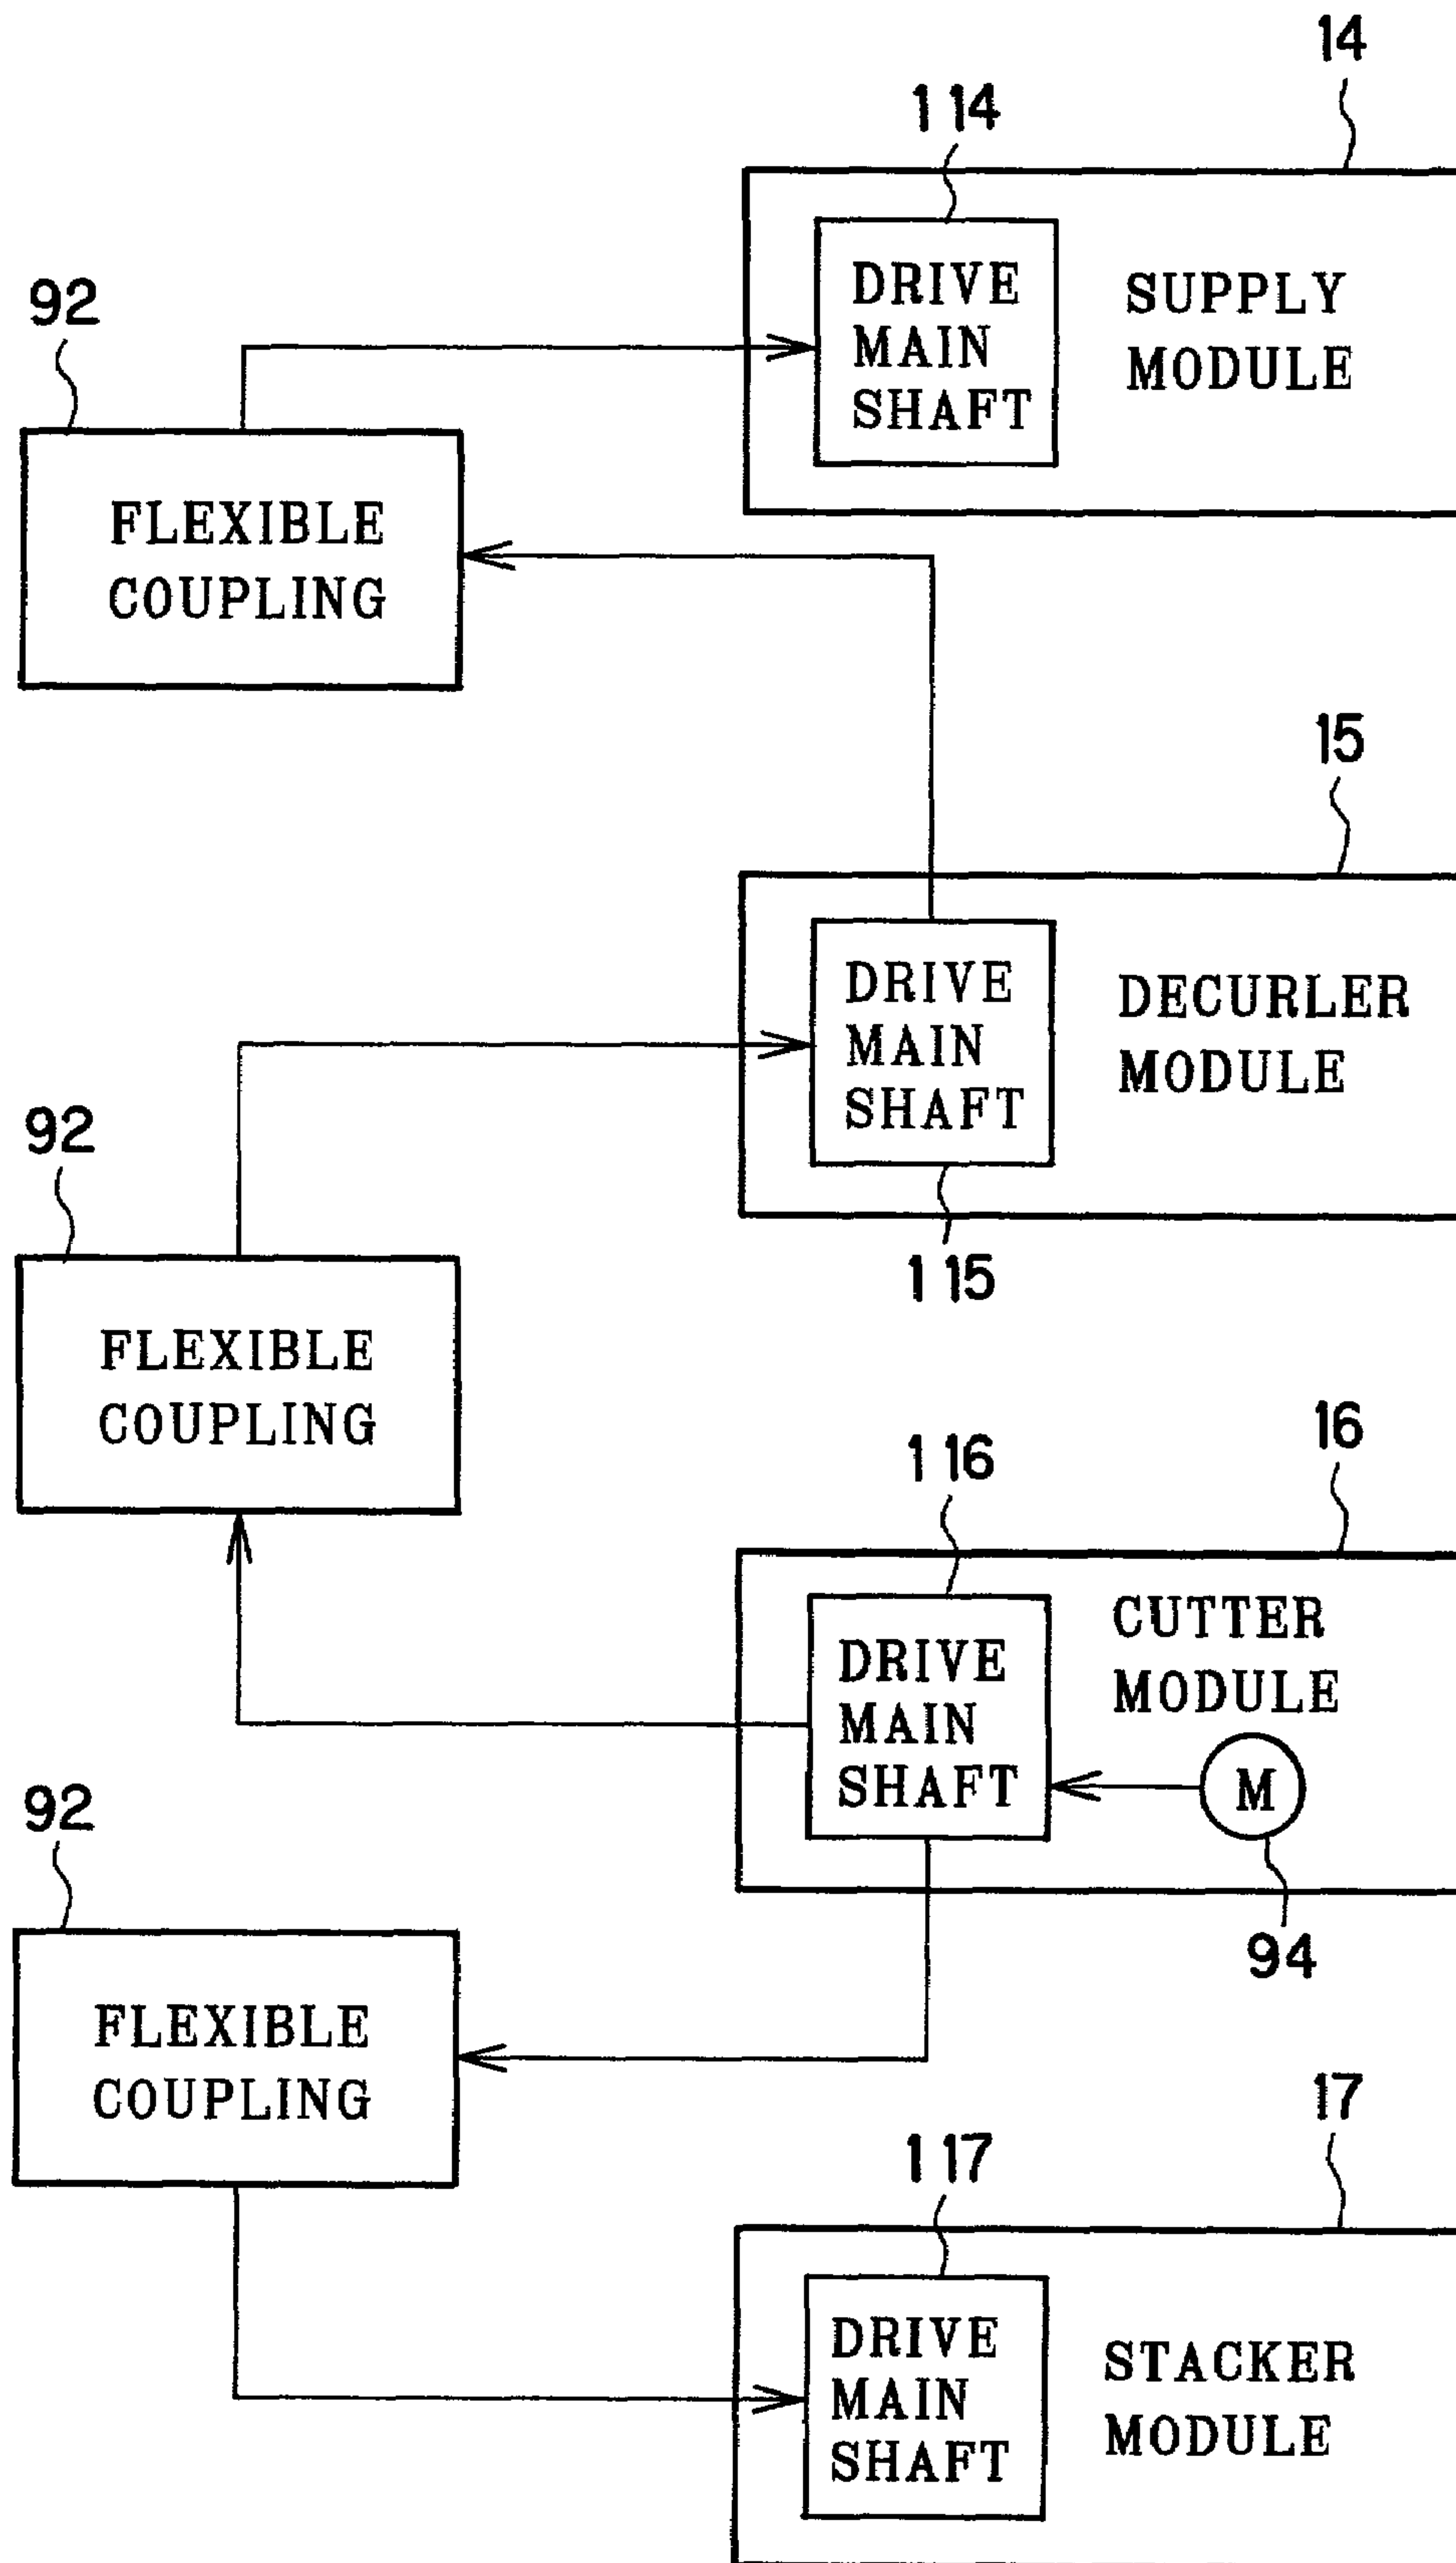 14
114
DRIVE
MAIN
SHAFT
SUPPLY
MODULE
92
FLEXIBLE
COUPLING
15
DRIVE
MAIN
SHAFT
DECURLER
MODULE
115
92
FLEXIBLE
COUPLING
16
116
DRIVE
MAIN
SHAFT
CUTTER
MODULE
M
94
92
FLEXIBLE
COUPLING
17
117
DRIVE
MAIN
SHAFT
STACKER
MODULE